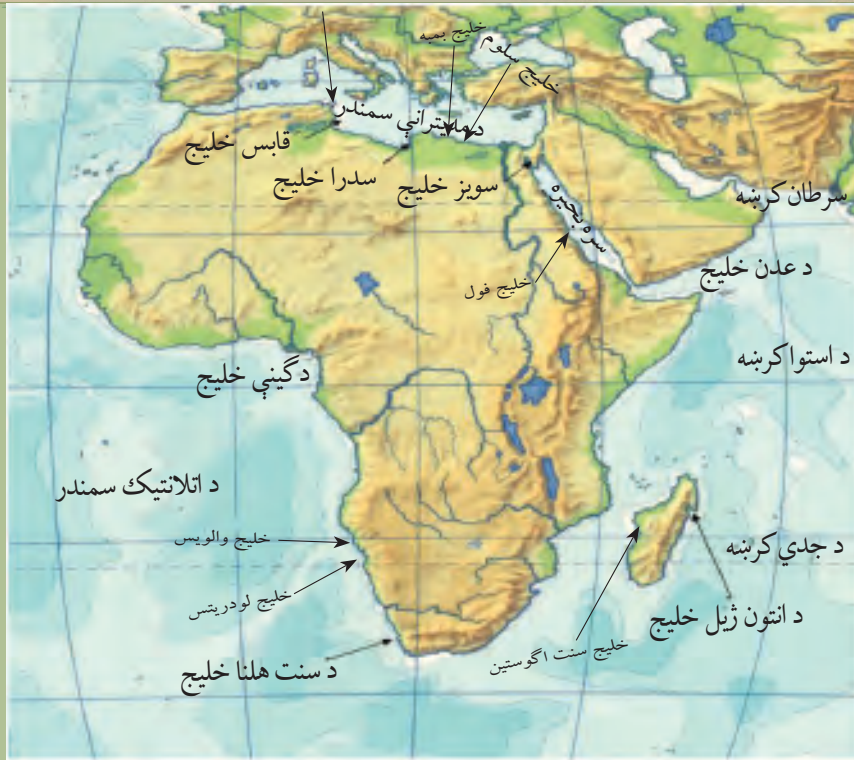 خلیج بمبه
خلیج سلوم
د مدیترانې سمندر
قابس خلیج
سدرا خلیج
سویز خلیج
سره بحیره
سرطان کرښه
د عدن خلیج
خلیج فول
د استوا کرښه
د گینې خلیج
د اتلانتیک سمندر
خلیج والویس
د جدي کرښه
خلیج لودریتس
د انتون ژیل خلیج
خلیج سنت اگوستین
د سنت هلنا خلیج